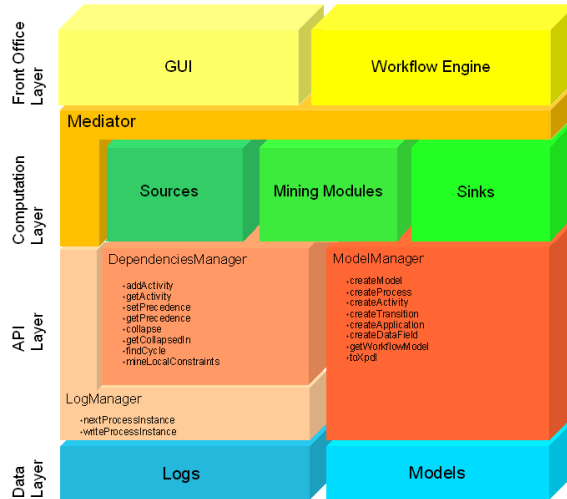 Front Office
Layer
GUI
Workflow Engine
Mediator
Computation
Layer
Sources
Mining Modules
Sinks
API
Layer
DependenciesManager
•addActivity
•getActivity
•setPrecedence
•getPrecedence
•collapse
•getCollapsedIn
•findCycle
•mineLocalConstraints
ModelManager
•createModel
•createProcess
•createActivity
•createTransition
•createApplication
•createDataField
•getWorkflowModel
•toXpdl
LogManager
•nextProcessInstance
•writeProcessInstance
Data
Layer
Logs
Models